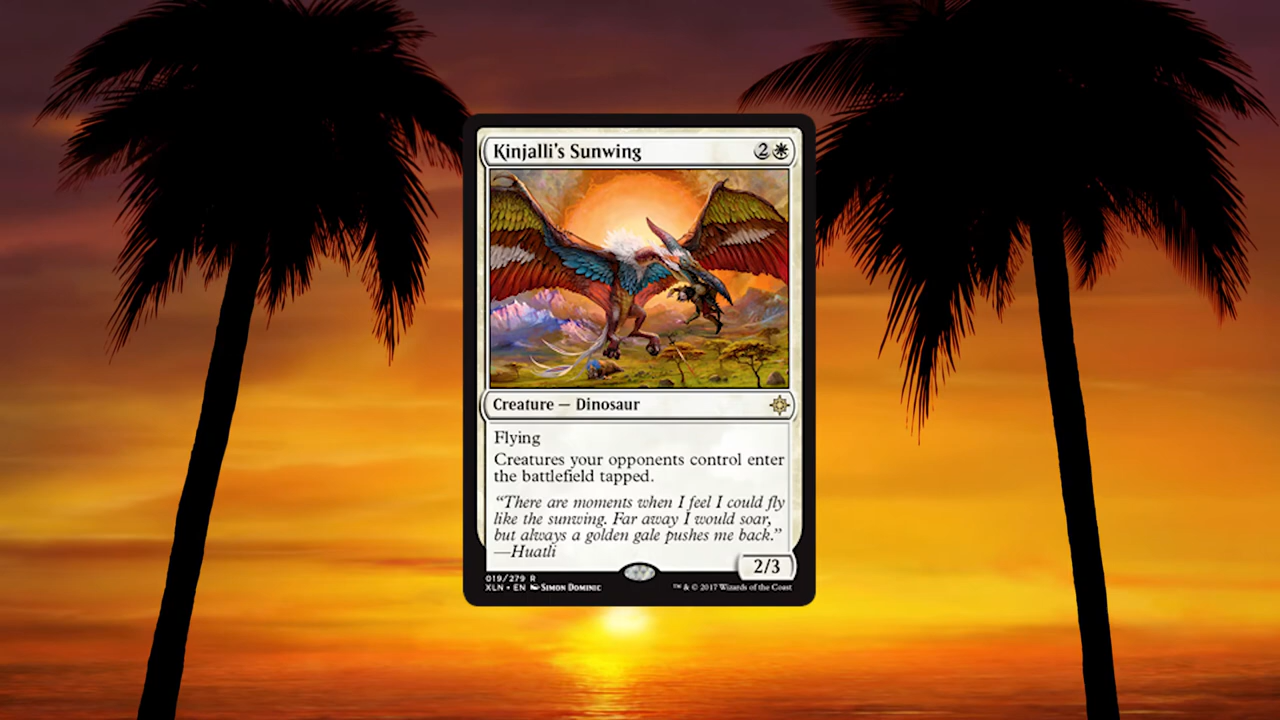 Kinjalli's Sunwing 2
Creature — Dinosaur
Flying
Creatures your opponents control enter
the battlefield tapped.
“There are moments when I feel I could fly
like the sunwing. Far away I would soar,
but always a golden gale pushes me back.”
—Huatli
2/3
019/279 R
XLN • EN Simon Dominic ™ & © 2017 Wizards of the Coast